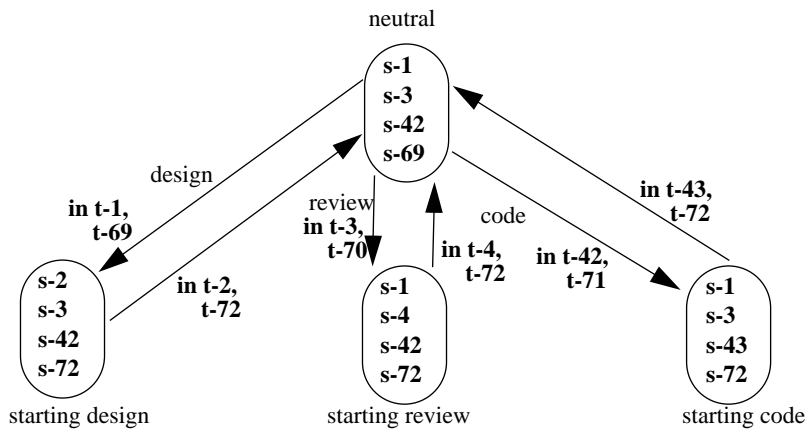 neutral
s-1
s-3
s-42
s-69
design
in t-1,
t-69
in t-2,
t-72
review
in t-3,
t-70
code
in t-4,
t-72
in t-42,
t-71
in t-43,
t-72
s-2
s-3
s-42
s-72
starting design
s-1
s-4
s-42
s-72
starting review
s-1
s-3
s-43
s-72
starting code